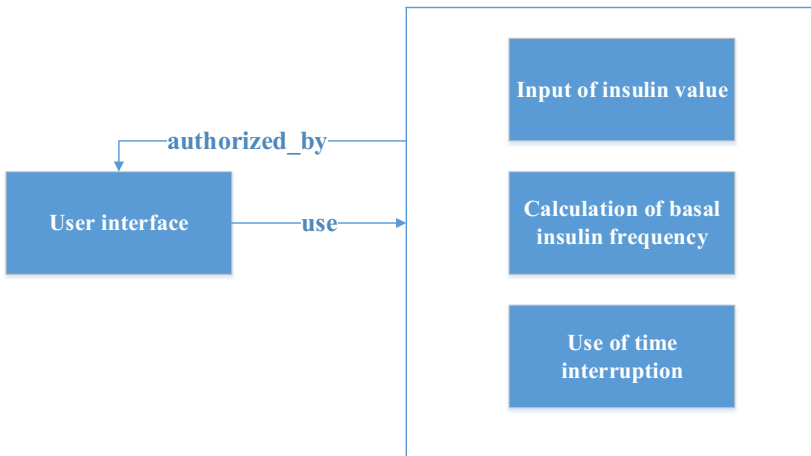 Input of insulin value
authorized_by
User interface
use
Calculation of basal
insulin frequency
Use of time
interruption